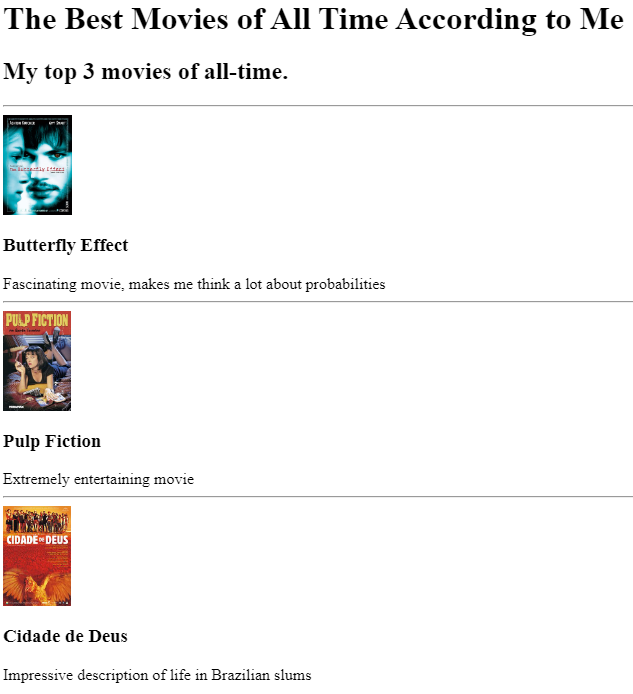 The Best Movies of All Time According to Me
My top 3 movies of all-time.
The Butterfly Effect
Butterfly Effect
Fascinating movie, makes me think a lot about probabilities
PULP FICTION
Pulp Fiction
Extremely entertaining movie
CIDADE DE DEUS
Cidade de Deus
Impressive description of life in Brazilian slums